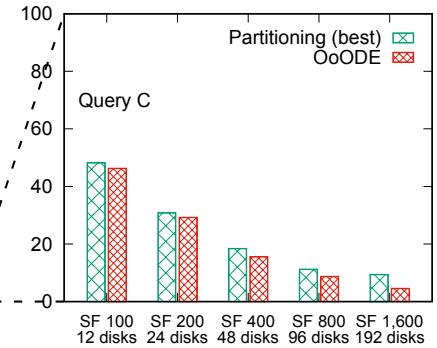 100
80
60
40
20
0
Partitioning (best)
OoODE
Query C
SF 100 SF 200 SF 400 SF 800 SF 1,600
12 disks 24 disks 48 disks 96 disks 192 disks